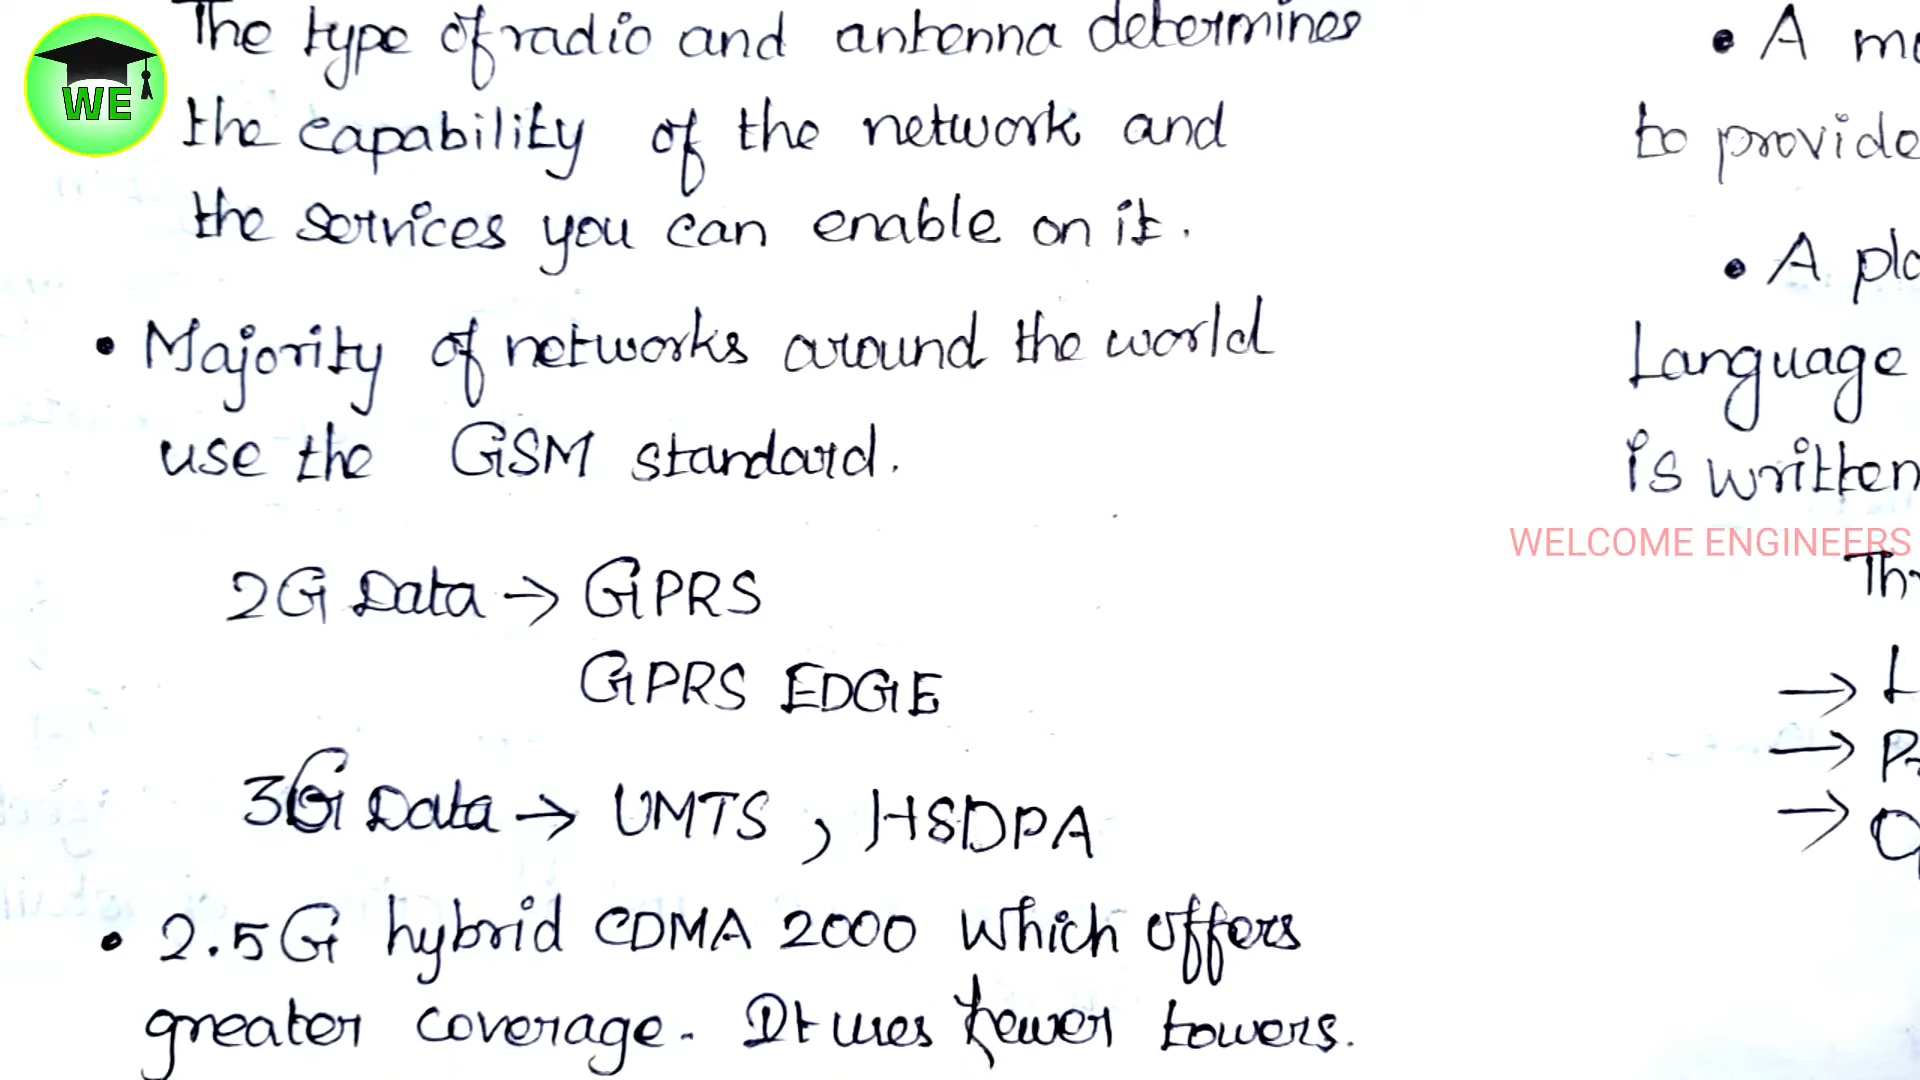 WE
The type of radio and antenna determines
the capability of the network and
the services you can enable on it.
• Majority of networks around the world
use the GSM standard.
2G Data → GPRS
GPRS EDGE
3G Data → UMTS, HSDPA
• 2.5G hybrid CDMA 2000 which offers
greater coverage. It uses fewer towers.
• A
to provide
• A
Language
is written
WELCOME ENGINEERS
→
→
→